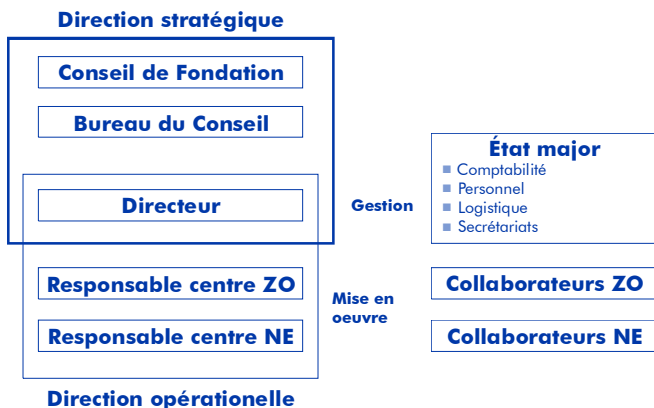 Direction stratégique
Conseil de Fondation
Bureau du Conseil
Directeur
Gestion
État major
Comptabilité
Personnel
Logistique
Secrétariats
Responsable centre ZO
Responsable centre NE
Mise en
oeuvre
Collaborateurs ZO
Collaborateurs NE
Direction opérationelle